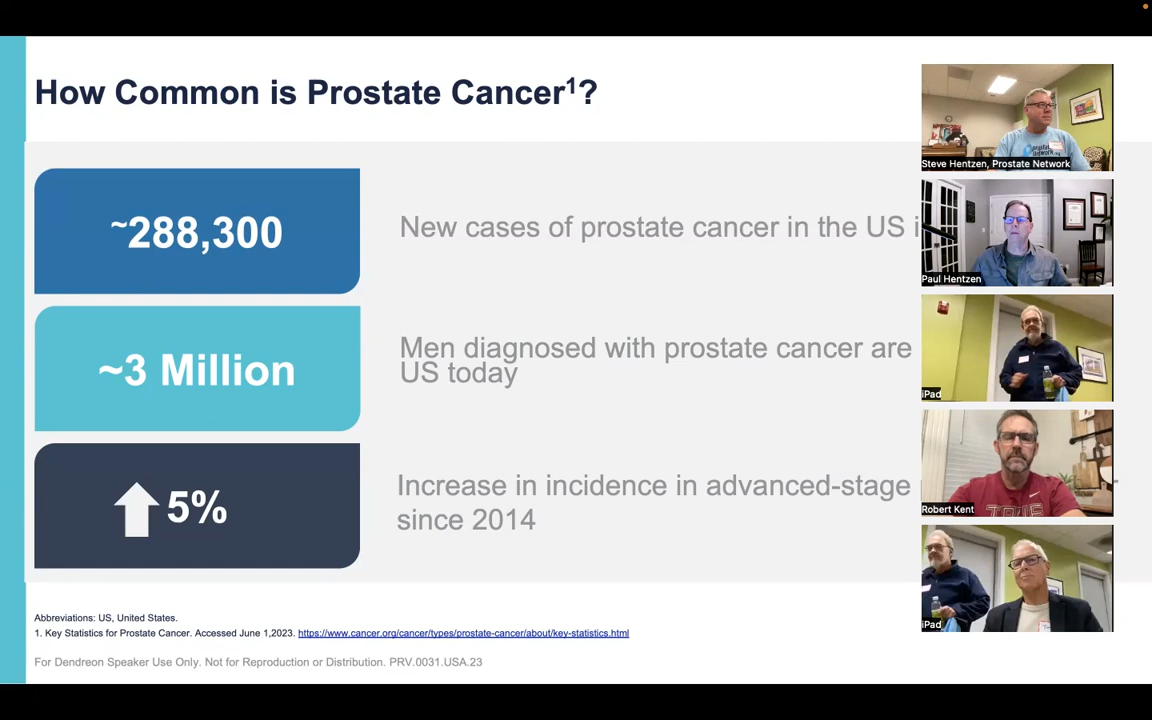 How Common is Prostate Cancer¹?
~288,300
New cases of prostate cancer in the US
~3 Million
Men diagnosed with prostate cancer are
US today
5%
Increase in incidence in advanced-stage
since 2014
Abbreviations: US, United States.
1. Key Statistics for Prostate Cancer. Accessed June 1,2023. https://www.cancer.org/cancer/types/prostate-cancer/about/key-statistics.html
For Dendreon Speaker Use Only. Not for Reproduction or Distribution. PRV.0031.USA.23
Steve Hentzen, Prostate Network
Paul Hentzen
iPad
Robert Kent
iPad